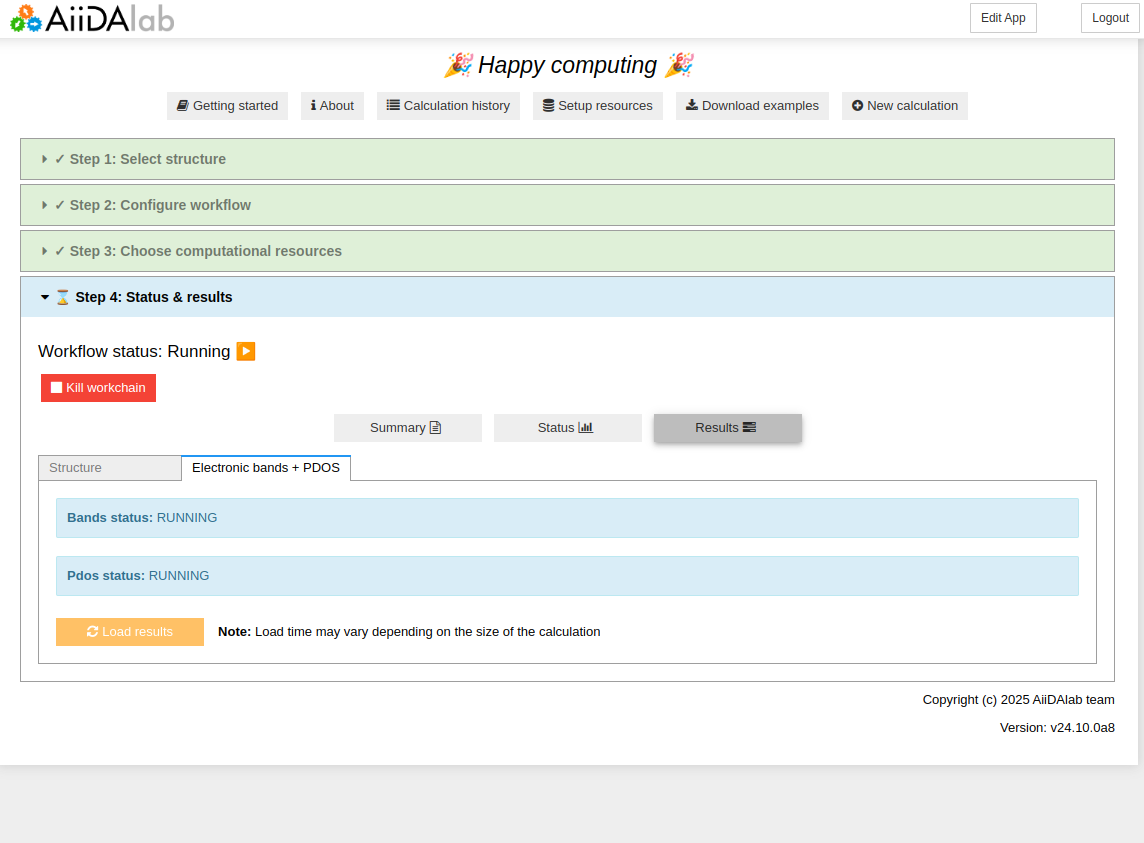 AiiDAlab
Edit App
Logout
🎉 Happy computing 🎉
Getting started
About
Calculation history
Setup resources
Download examples
New calculation
✓ Step 1: Select structure
✓ Step 2: Configure workflow
✓ Step 3: Choose computational resources
⌛ Step 4: Status & results
Workflow status: Running ▶️
Kill workchain
Summary
Status
Results
Structure
Electronic bands + PDOS
Bands status: RUNNING
Pdos status: RUNNING
Load results
Note: Load time may vary depending on the size of the calculation
Copyright (c) 2025 AiiDAlab team
Version: v24.10.0a8